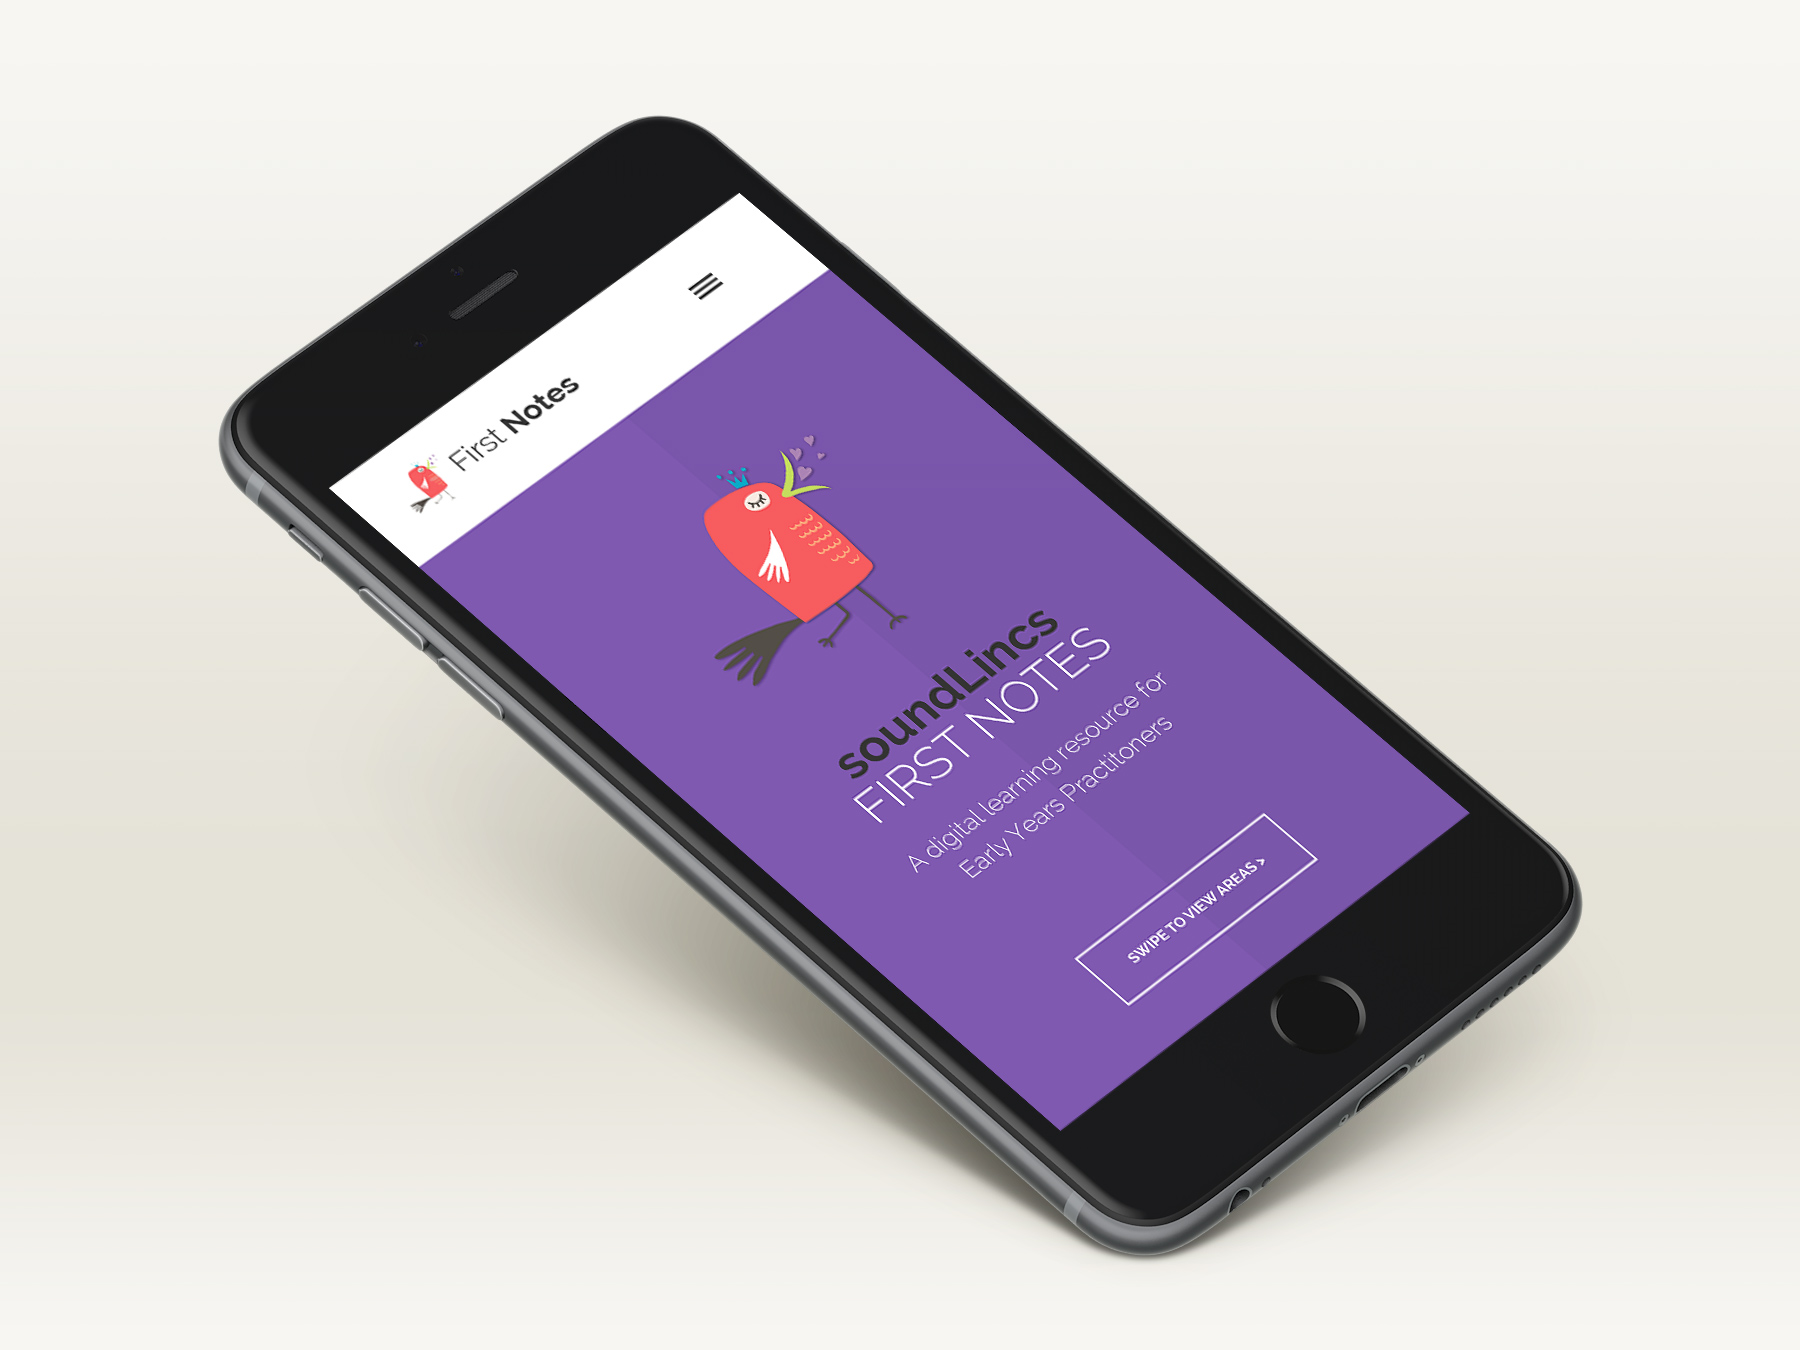 First Notes
soundLincs
FIRST NOTES
A digital learning resource for
Early Years Practitoners
SWIPE TO VIEW AREAS >